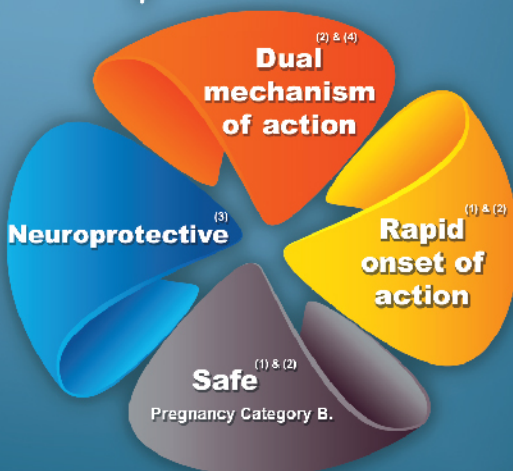 (2) & (4)
Dual
mechanism
of action
(1) & (2)
Rapid
onset of
action
(3)
Neuroprotective
(1) & (2)
Safe
Pregnancy Category B.